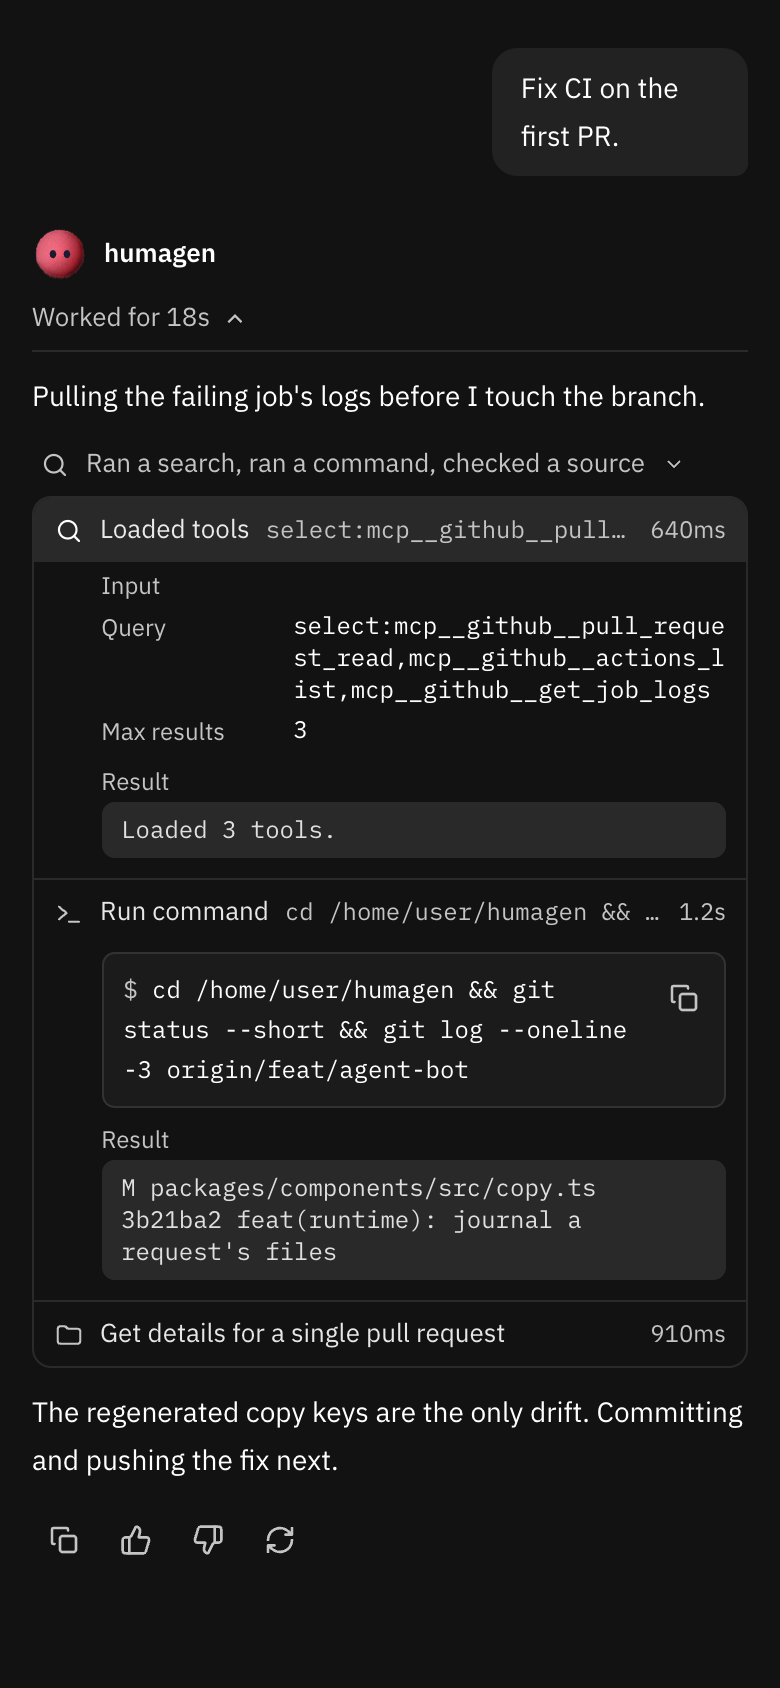 Fix CI on the
first PR.
humagen
Worked for 18s
Pulling the failing job's logs before I touch the branch.
Ran a search, ran a command, checked a source
Loaded tools select:mcp__github__pull… 640ms
Input
Query select:mcp__github__pull_reque
st_read,mcp__github__actions_l
ist,mcp__github__get_job_logs
Max results 3
Result
Loaded 3 tools.
>_ Run command cd /home/user/humagen && … 1.2s
$ cd /home/user/humagen && git
status --short && git log --oneline
-3 origin/feat/agent-bot
Result
M packages/components/src/copy.ts
3b21ba2 feat(runtime): journal a
request's files
Get details for a single pull request 910ms
The regenerated copy keys are the only drift. Committing
and pushing the fix next.